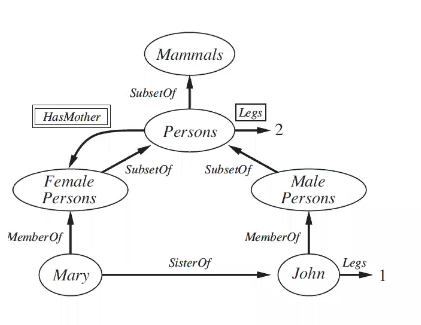 Mammals
SubsetOf
HasMother
Legs
Persons
2
SubsetOf
SubsetOf
Female
Persons
Male
Persons
MemberOf
MemberOf
SisterOf
Legs
Mary
John
1